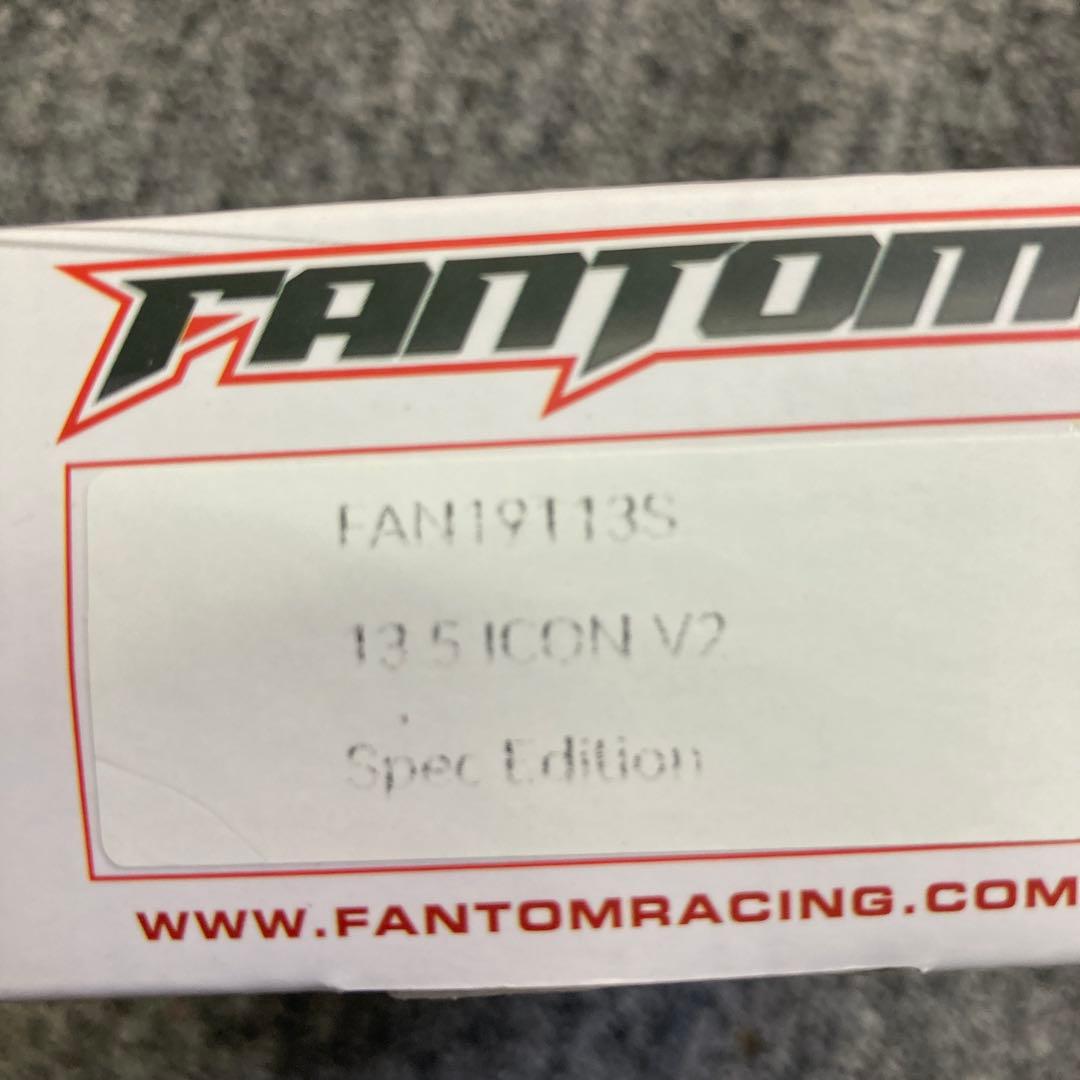 FANTOM
FAN19113S
13.5 ICON V2
Spec Edition
WWW.FANTOMRACING.COM